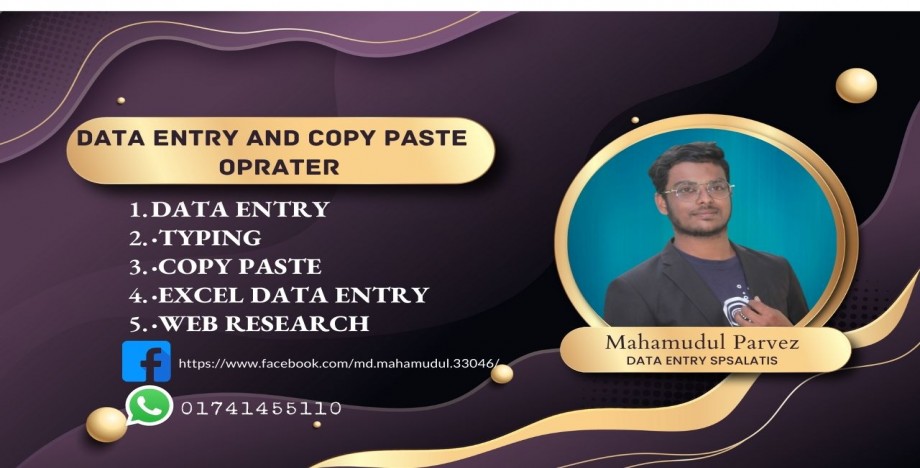 DATA ENTRY AND COPY PASTE
OPRATER
1. DATA ENTRY
2. ·TYPING
3. ·COPY PASTE
4. ·EXCEL DATA ENTRY
5. ·WEB RESEARCH
https://www.facebook.com/md.mahamudul.33046/
01741455110
Mahamudul Parvez
DATA ENTRY SPSALATIS